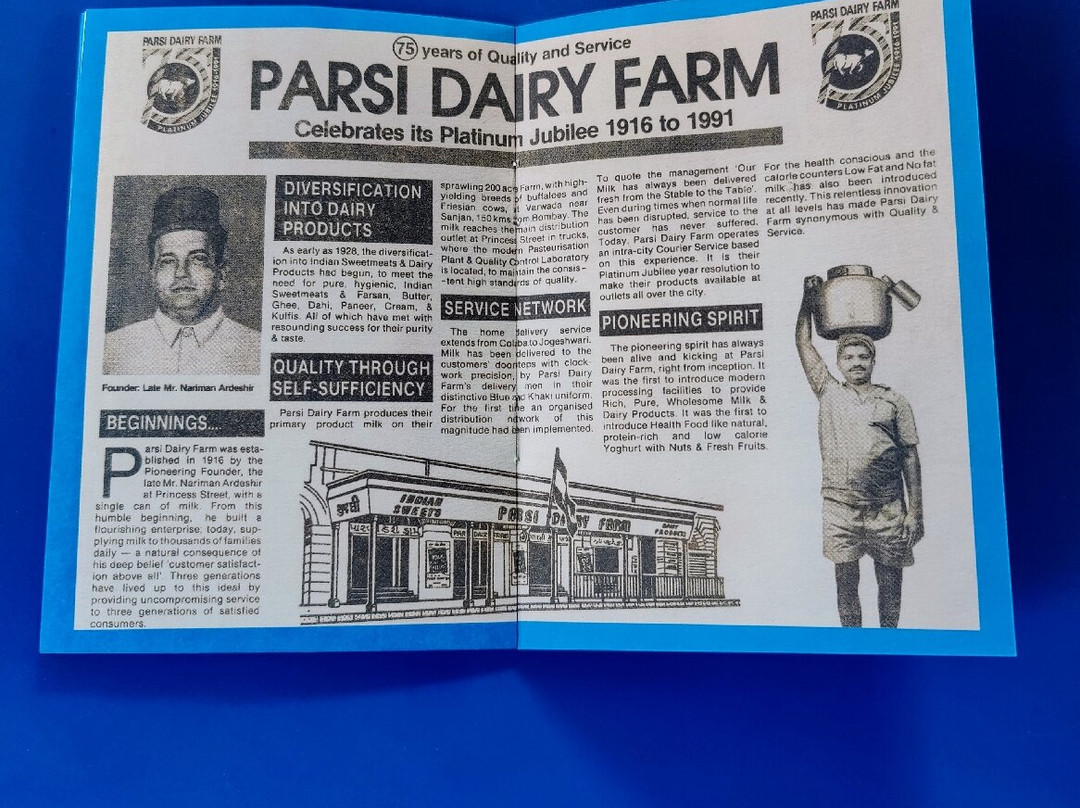 PARSI DAIRY FARM
PLATINUM JUBILEE 1916-1991
75 years of Quality and Service
PARSI DAIRY FARM
Celebrates its Platinum Jubilee 1916 to 1991
PARSI DAIRY FARM
PLATINUM JUBILEE 1916-1991
Founder: Late Mr. Nariman Ardeshir
BEGINNINGS...
Parsi Dairy Farm was esta-
blished in 1916 by the
Pioneering Founder, the
late Mr. Nariman Ardeshir
at Princess Street, with a
single can of milk. From this
humble beginning, he built a
flourishing enterprise, today, sup-
plying milk to thousands of families
daily — a natural consequence of
his deep belief 'customer satisfact-
ion above all'. Three generations
have lived up to this ideal by
providing uncompromising service
to three generations of satisfied
consumers.
DIVERSIFICATION
INTO DAIRY
PRODUCTS
As early as 1928, the diversificat-
ion into Indian Sweetmeats & Dairy
Products had begun, to meet the
need for pure, hygienic, Indian
Sweetmeats & Farsan, Butter,
Ghee, Dahi, Paneer, Cream, &
Kulfis. All of which have met with
resounding success for their purity
& taste.
QUALITY THROUGH
SELF-SUFFICIENCY
Parsi Dairy Farm produces their
primary product milk on their
sprawling 200 acre Farm, with high-
yielding breeds of buffaloes and
Friesian cows, at Varwada near
Sanjan, 150 kms. from Bombay. The
milk reaches the main distribution
outlet at Princess Street in trucks,
where the modern Pasteurisation
Plant & Quality Control Laboratory
is located, to maintain the consis-
-tent high standards of quality.
SERVICE NETWORK
The home delivery service
extends from Colaba to Jogeshwari.
Milk has been delivered to the
customers' doorsteps with clock-
work precision, by Parsi Dairy
Farm's delivery men in their
distinctive Blue and Khaki uniform.
For the first time an organised
distribution network of this
magnitude had been implemented.
To quote the management 'Our
Milk has always been delivered
fresh from the Stable to the Table'.
Even during times when normal life
has been disrupted, service to the
customer has never suffered.
Today, Parsi Dairy Farm operates
an intra-city Courier Service based
on this experience. It is their
Platinum Jubilee year resolution to
make their products available at
outlets all over the city.
PIONEERING SPIRIT
The pioneering spirit has always
been alive and kicking at Parsi
Dairy Farm, right from inception. It
was the first to introduce modern
processing facilities to provide
Rich, Pure, Wholesome Milk &
Dairy Products. It was the first to
introduce Health Food like natural,
protein-rich and low calorie
Yoghurt with Nuts & Fresh Fruits.
For the health conscious and the
calorie counters Low Fat and No fat
milk has also been introduced
recently. This relentless innovation
at all levels has made Parsi Dairy
Farm synonymous with Quality &
Service.
INDIAN
SWEETS
PARSI DAIRY FARM
DAIRY
PRODUCTS